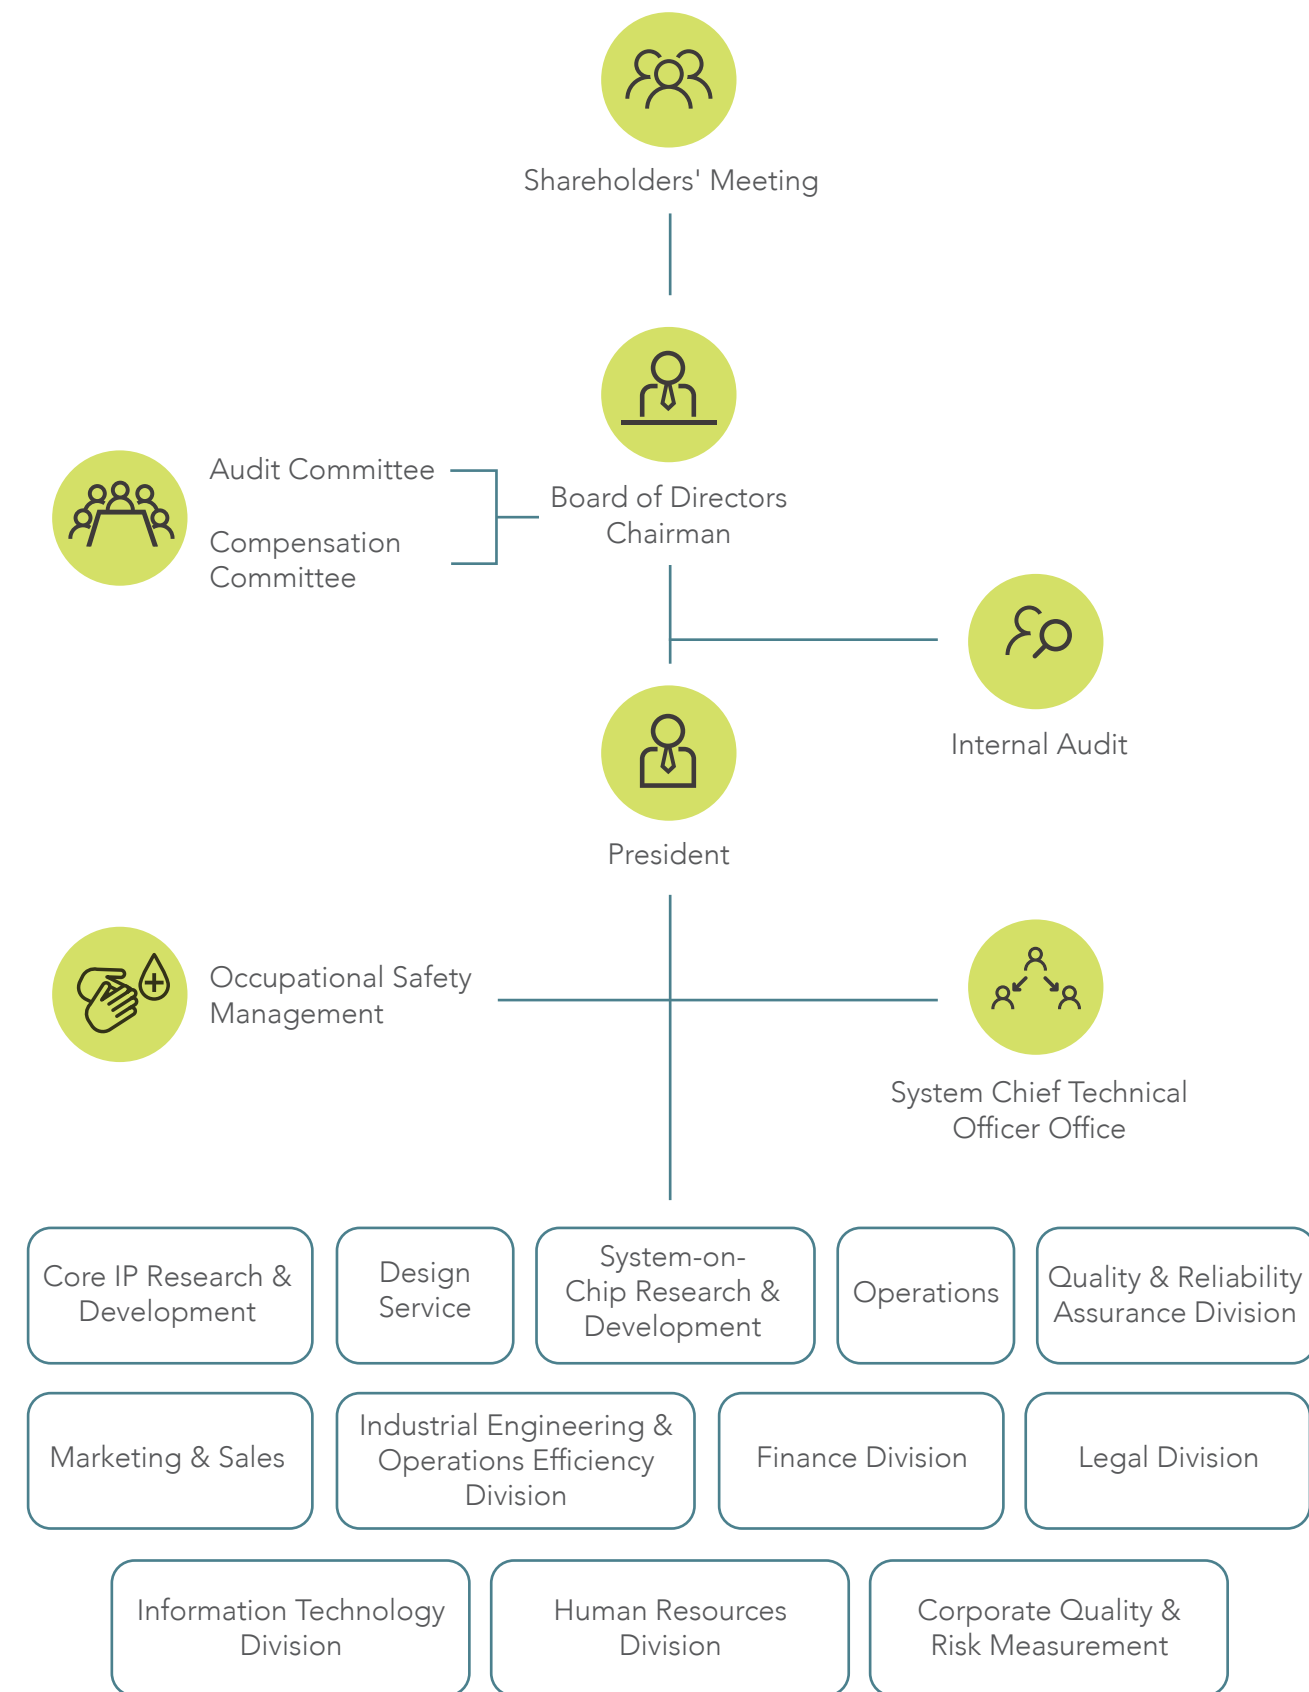 Shareholders' Meeting
Audit Committee
Compensation
Committee
Board of Directors
Chairman
Internal Audit
President
Occupational Safety
Management
System Chief Technical
Officer Office
Core IP Research &
Development
Design
Service
System-on-
Chip Research &
Development
Operations
Quality & Reliability
Assurance Division
Marketing & Sales
Industrial Engineering &
Operations Efficiency
Division
Finance Division
Legal Division
Information Technology
Division
Human Resources
Division
Corporate Quality &
Risk Measurement